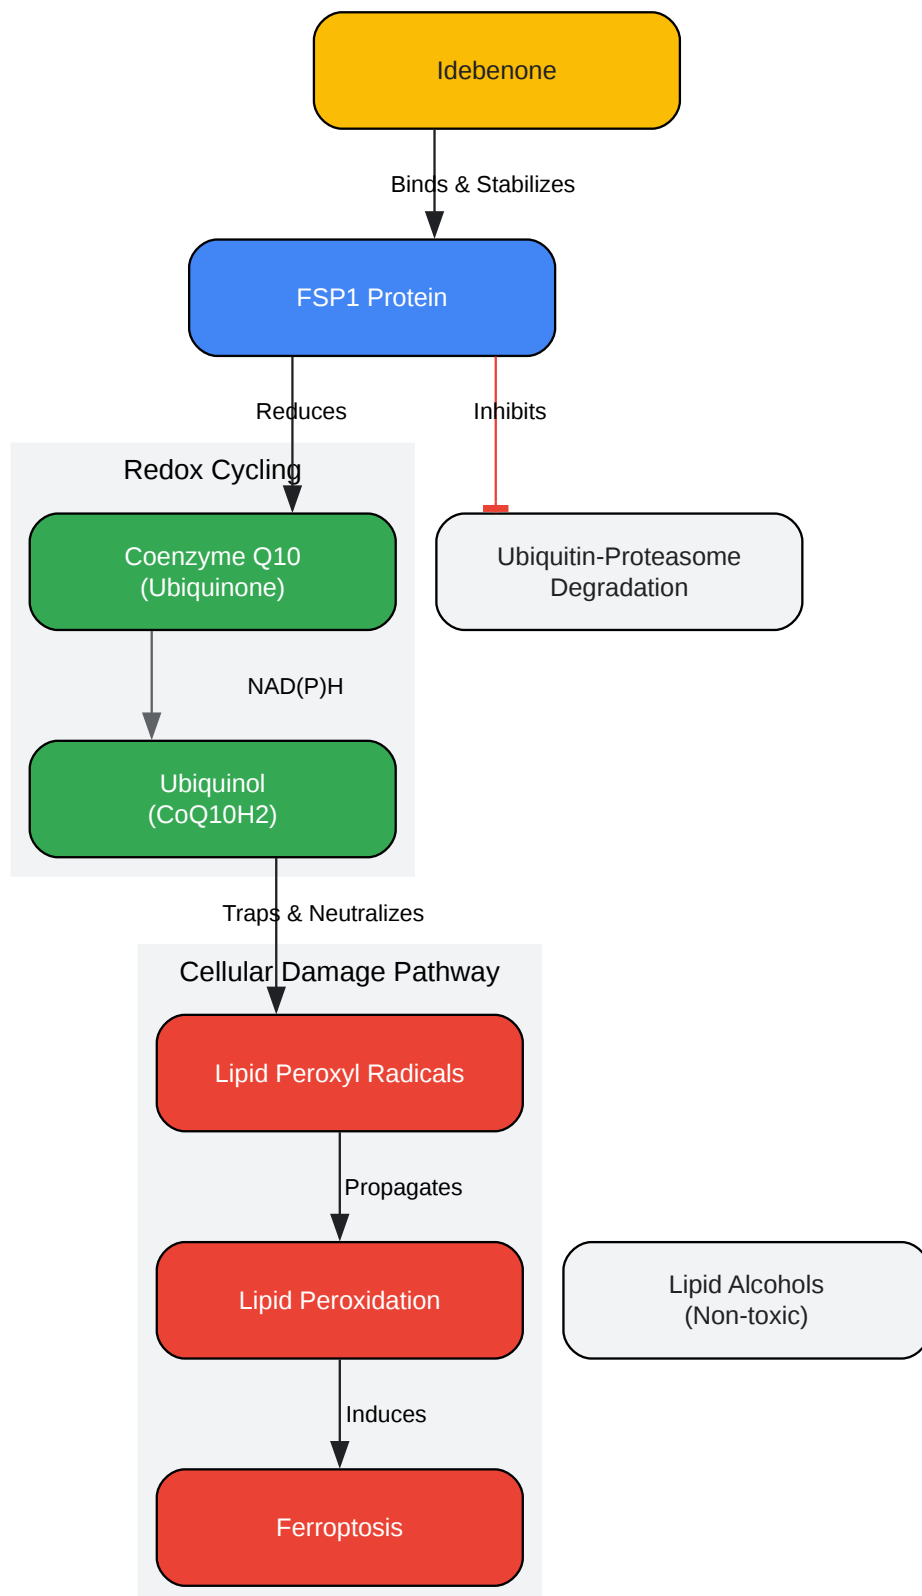 Idebenone
Binds & Stabilizes
FSP1 Protein
Reduces
Inhibits
Redox Cycling
Coenzyme Q10
(Ubiquinone)
Ubiquitin-Proteasome
Degradation
NAD(P)H
Ubiquinol
(CoQ10H2)
Traps & Neutralizes
Cellular Damage Pathway
Lipid Peroxyl Radicals
Propagates
Lipid Peroxidation
Lipid Alcohols
(Non-toxic)
Induces
Ferroptosis